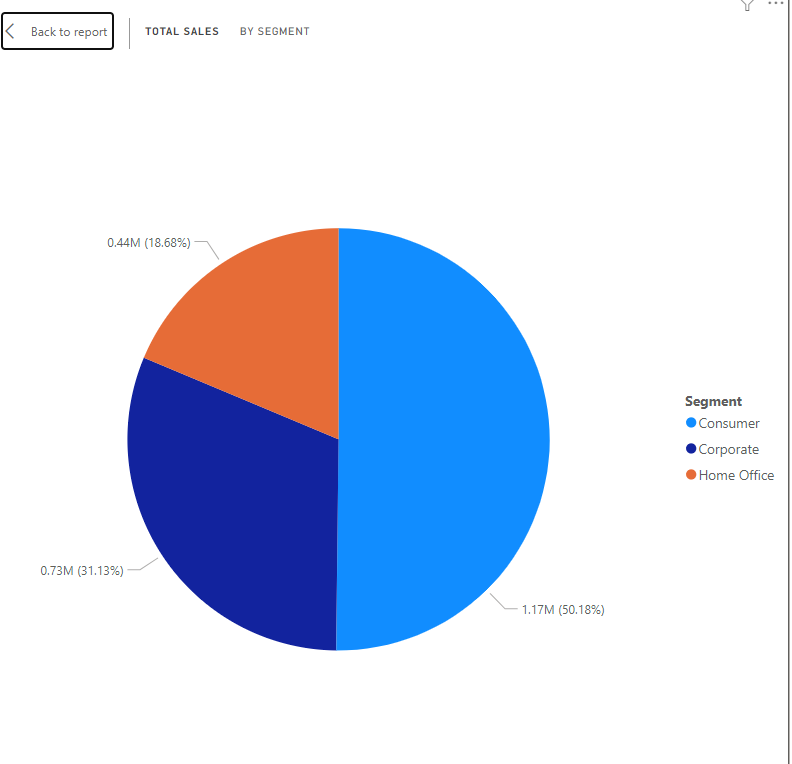 Back to report
TOTAL SALES BY SEGMENT
0.44M (18.68%)
Segment
Consumer
Corporate
Home Office
0.73M (31.13%)
1.17M (50.18%)